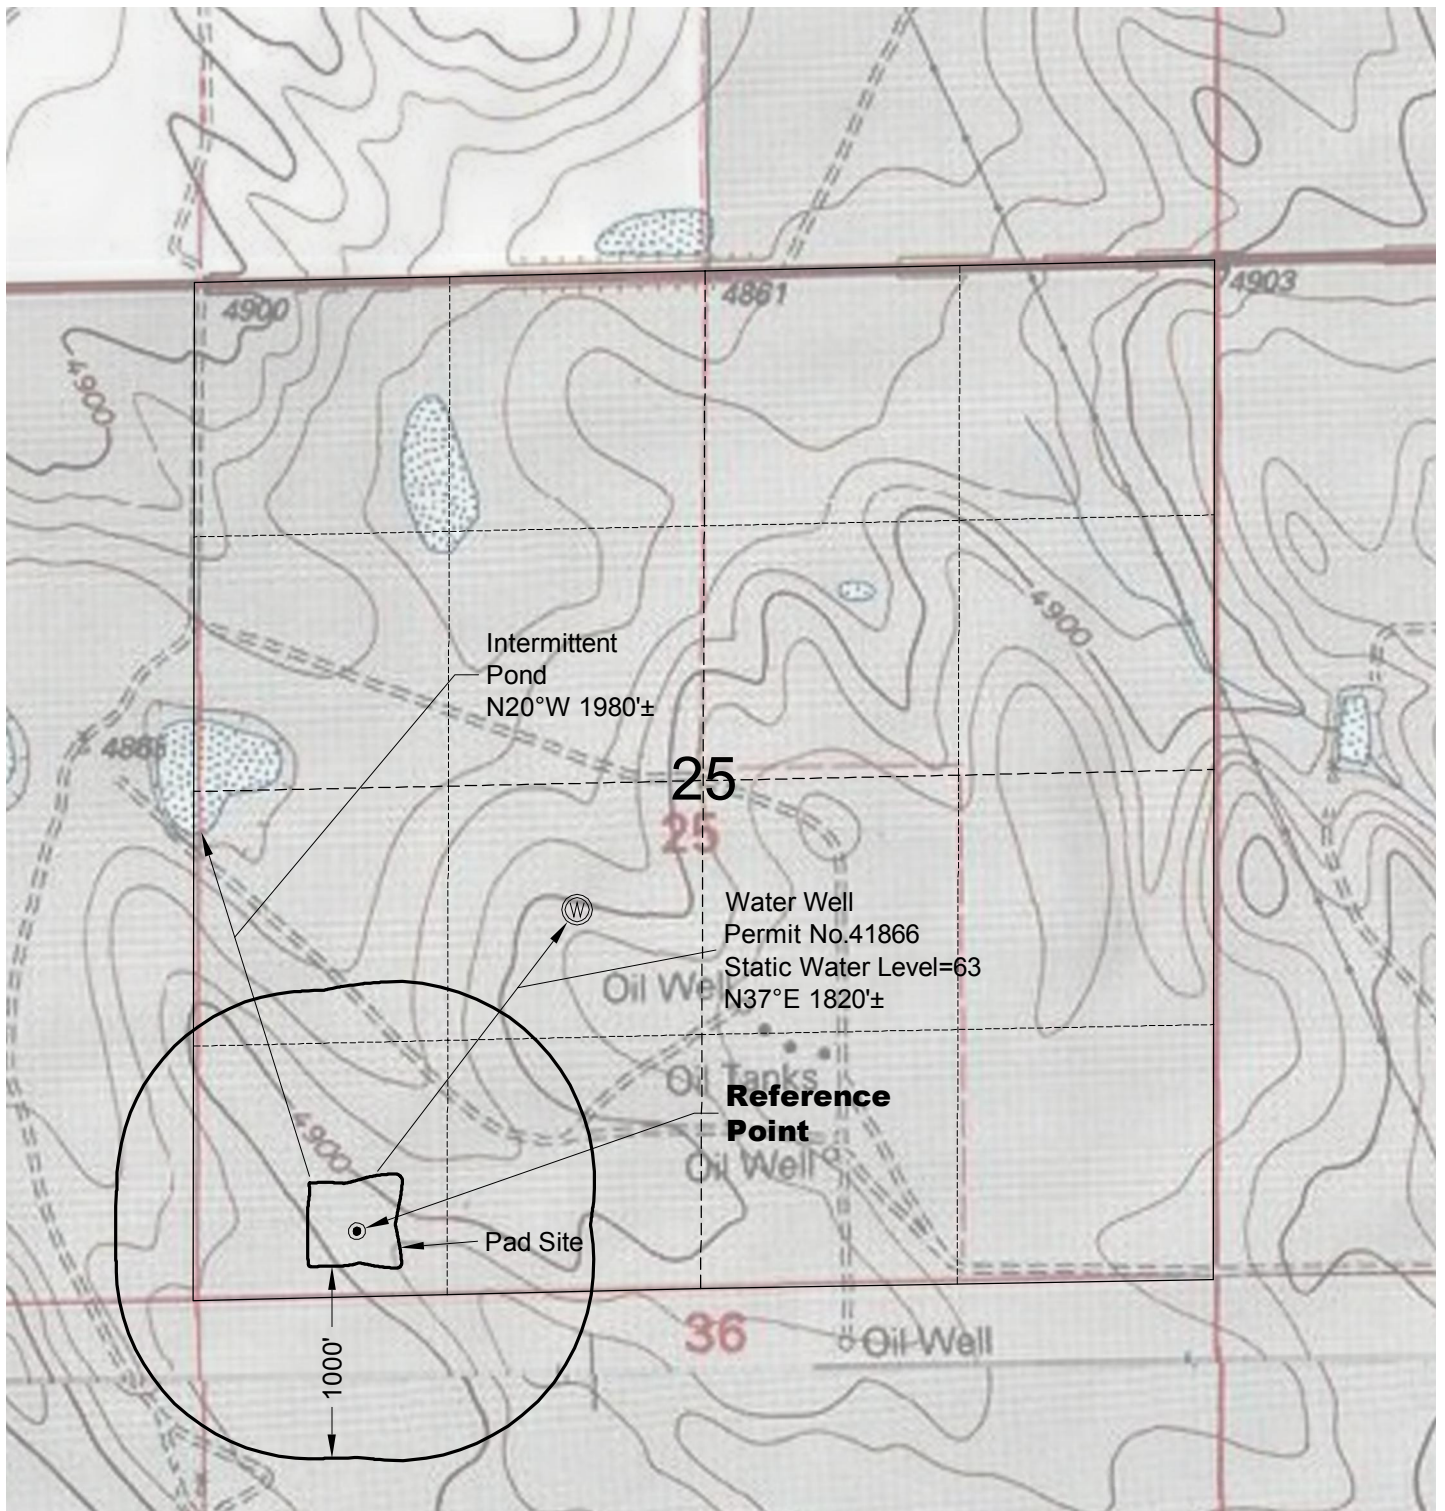 4900
4861
4903
4900
4900
Intermittent
Pond
N20°W 1980'±
25
25
Water Well
Permit No.41866
Static Water Level=63
N37°E 1820'±
W
Oil Well
Oil Tanks
Reference
Point
4900
Oil Well
Pad Site
1000'
36
Oil Well